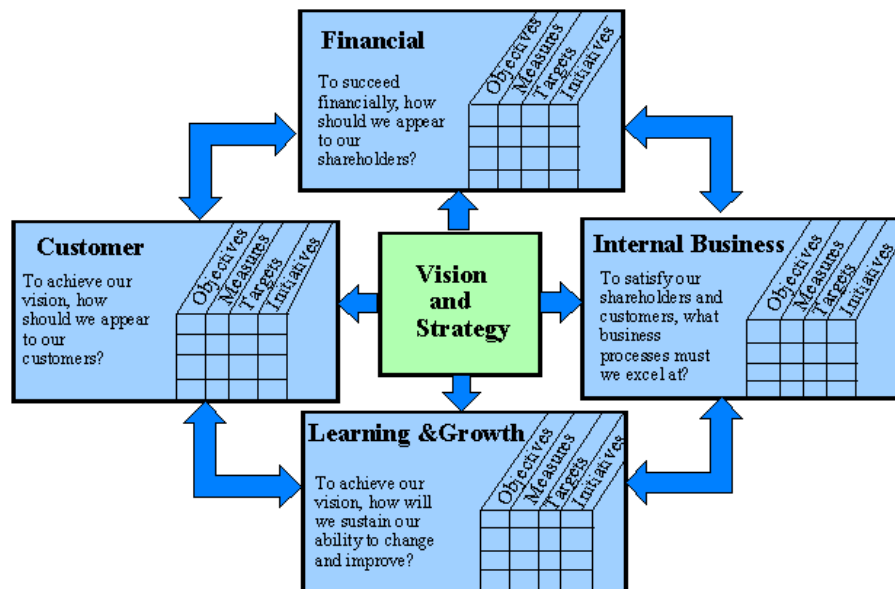 Financial
To succeed
financially, how
should we appear
to our
shareholders?
Objectives
Measures
Targets
Initiatives
Customer
To achieve our
vision, how
should we appear
to our
customers?
Objectives
Measures
Targets
Initiatives
Vision
and
Strategy
Internal Business
To satisfy our
shareholders and
customers, what
business
processes must
we excel at?
Objectives
Measures
Targets
Initiatives
Learning &Growth
To achieve our
vision, how will
we sustain our
ability to change
and improve?
Objectives
Measures
Targets
Initiatives